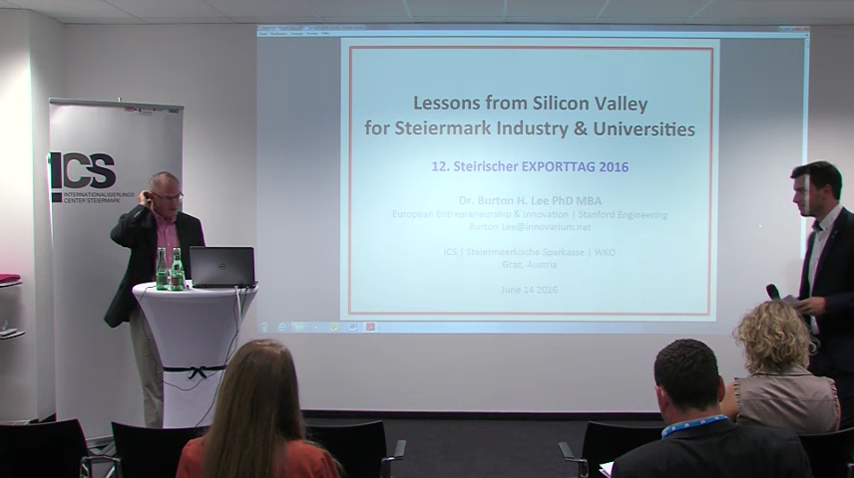 ICS
INTERNATIONALISIERUNGS
CENTER STEIERMARK
Lessons from Silicon Valley
for Steiermark Industry & Universities
12. Steirischer EXPORTTAG 2016
Dr. Burton H. Lee PhD MBA
European Entrepreneurship & Innovation | Stanford Engineering
Burton.Lee@innovarium.net
ICS | Steiermaerkische Sparkasse | WKO
Graz, Austria
June 14 2016